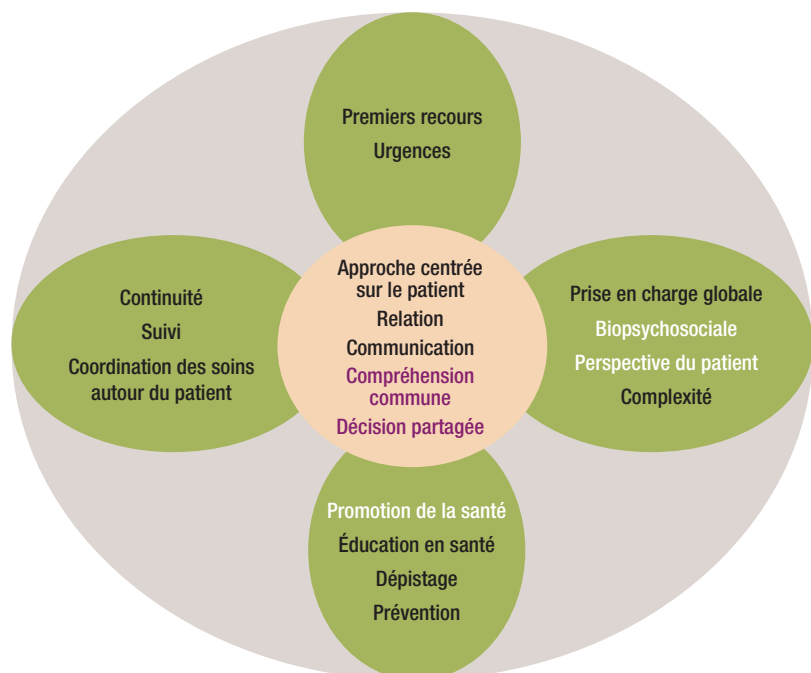 Premiers recours
Urgences
Continuité
Suivi
Coordination des soins
autour du patient
Approche centrée
sur le patient
Relation
Communication
Compréhension
commune
Décision partagée
Prise en charge globale
Biopsychosociale
Perspective du patient
Complexité
Promotion de la santé
Éducation en santé
Dépistage
Prévention